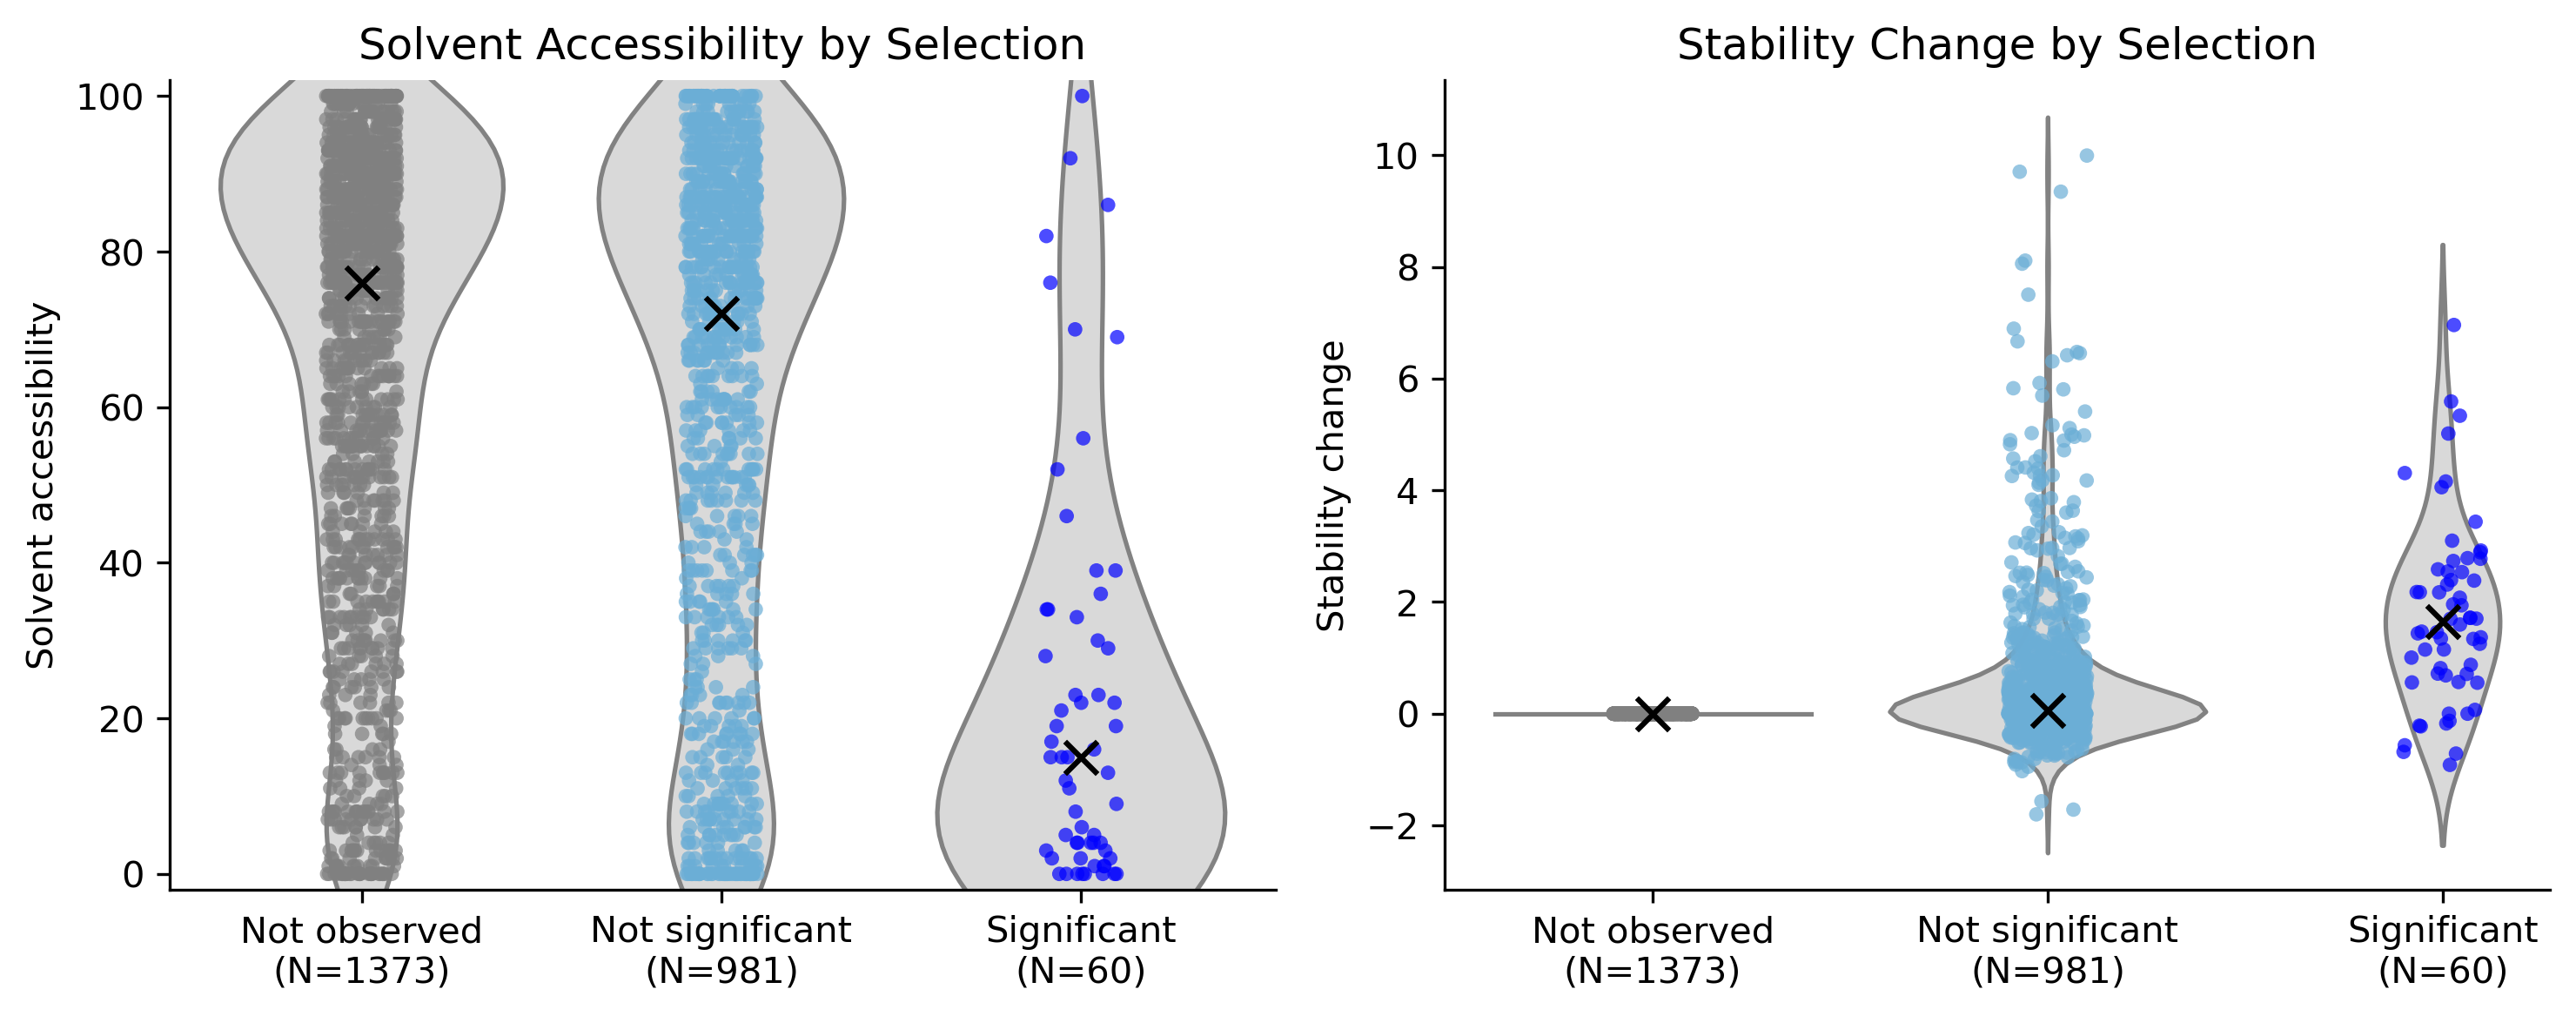 Solvent Accessibility by Selection
Solvent accessibility
100
80
60
40
20
0
Not observed
(N=1373)
Not significant
(N=981)
Significant
(N=60)
Stability Change by Selection
Stability change
10
8
6
4
2
0
−2
Not observed
(N=1373)
Not significant
(N=981)
Significant
(N=60)